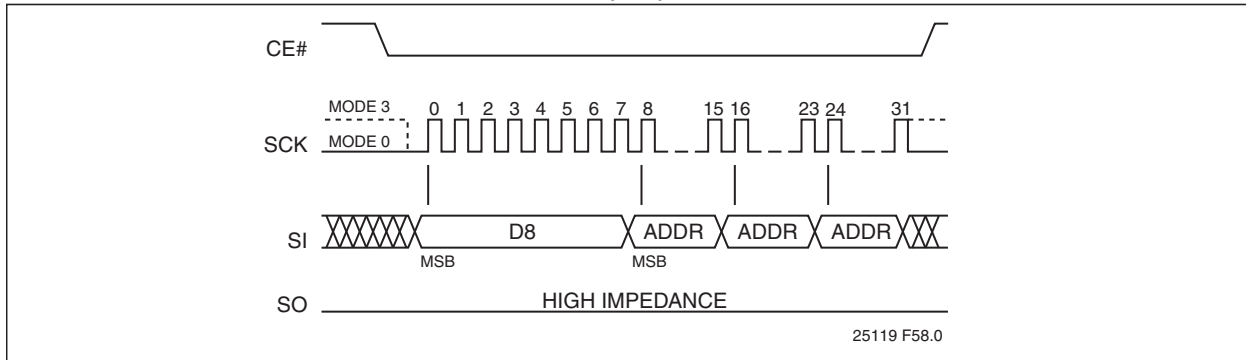 CE#
MODE 3 0 1 2 3 4 5 6 7 8 15 16 23 24 31
SCK MODE 0
SI D8 ADDR ADDR ADDR
MSB MSB
SO HIGH IMPEDANCE
25119 F58.0